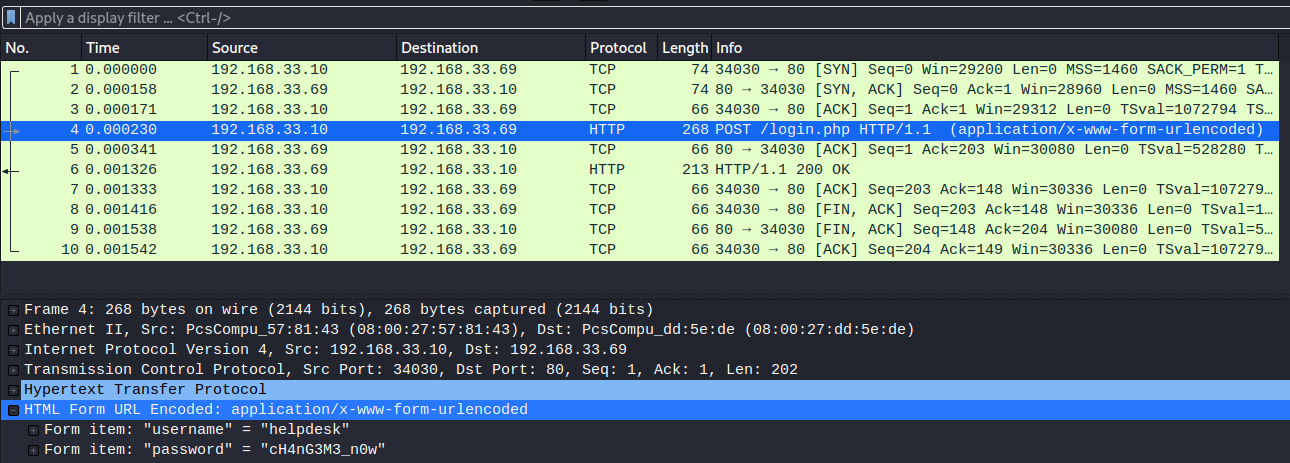 Apply a display filter … <Ctrl-/>
No. Time Source Destination Protocol Length Info
1 0.000000 192.168.33.10 192.168.33.69 TCP 74 34030 → 80 [SYN] Seq=0 Win=29200 Len=0 MSS=1460 SACK_PERM=1 T…
2 0.000158 192.168.33.69 192.168.33.10 TCP 74 80 → 34030 [SYN, ACK] Seq=0 Ack=1 Win=28960 Len=0 MSS=1460 SA…
3 0.000171 192.168.33.10 192.168.33.69 TCP 66 34030 → 80 [ACK] Seq=1 Ack=1 Win=29312 Len=0 TSval=1072794 TS…
4 0.000230 192.168.33.10 192.168.33.69 HTTP 268 POST /login.php HTTP/1.1 (application/x-www-form-urlencoded)
5 0.000341 192.168.33.69 192.168.33.10 TCP 66 80 → 34030 [ACK] Seq=1 Ack=203 Win=30080 Len=0 TSval=528280 T…
6 0.001326 192.168.33.69 192.168.33.10 HTTP 213 HTTP/1.1 200 OK
7 0.001333 192.168.33.10 192.168.33.69 TCP 66 34030 → 80 [ACK] Seq=203 Ack=148 Win=30336 Len=0 TSval=107279…
8 0.001416 192.168.33.10 192.168.33.69 TCP 66 34030 → 80 [FIN, ACK] Seq=203 Ack=148 Win=30336 Len=0 TSval=1…
9 0.001538 192.168.33.69 192.168.33.10 TCP 66 80 → 34030 [FIN, ACK] Seq=148 Ack=204 Win=30080 Len=0 TSval=5…
10 0.001542 192.168.33.10 192.168.33.69 TCP 66 34030 → 80 [ACK] Seq=204 Ack=149 Win=30336 Len=0 TSval=107279…
Frame 4: 268 bytes on wire (2144 bits), 268 bytes captured (2144 bits)
Ethernet II, Src: PcsCompu_57:81:43 (08:00:27:57:81:43), Dst: PcsCompu_dd:5e:de (08:00:27:dd:5e:de)
Internet Protocol Version 4, Src: 192.168.33.10, Dst: 192.168.33.69
Transmission Control Protocol, Src Port: 34030, Dst Port: 80, Seq: 1, Ack: 1, Len: 202
Hypertext Transfer Protocol
HTML Form URL Encoded: application/x-www-form-urlencoded
Form item: "username" = "helpdesk"
Form item: "password" = "cH4nG3M3_n0w"